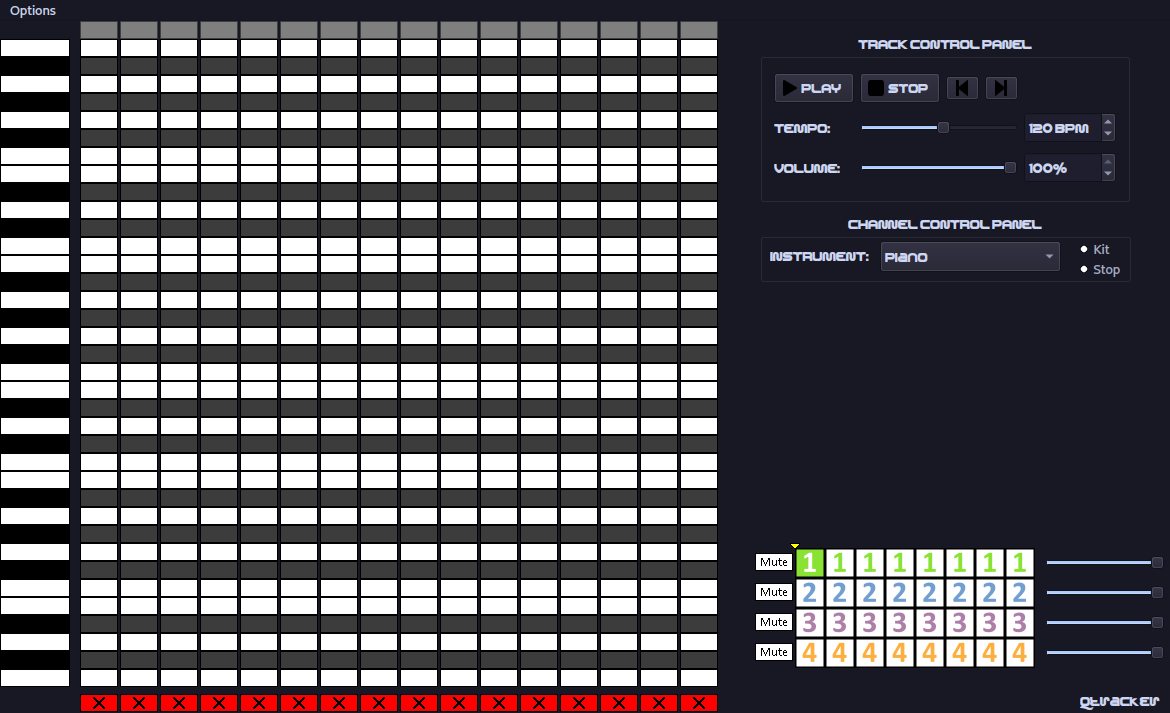 Options
TRACK CONTROL PANEL
PLAY STOP
TEMPO: 120 BPM
VOLUME: 100%
CHANNEL CONTROL PANEL
INSTRUMENT: Piano
Kit
Stop
Mute 1 1 1 1 1 1 1 1
Mute 2 2 2 2 2 2 2 2
Mute 3 3 3 3 3 3 3 3
Mute 4 4 4 4 4 4 4 4
Qtracker